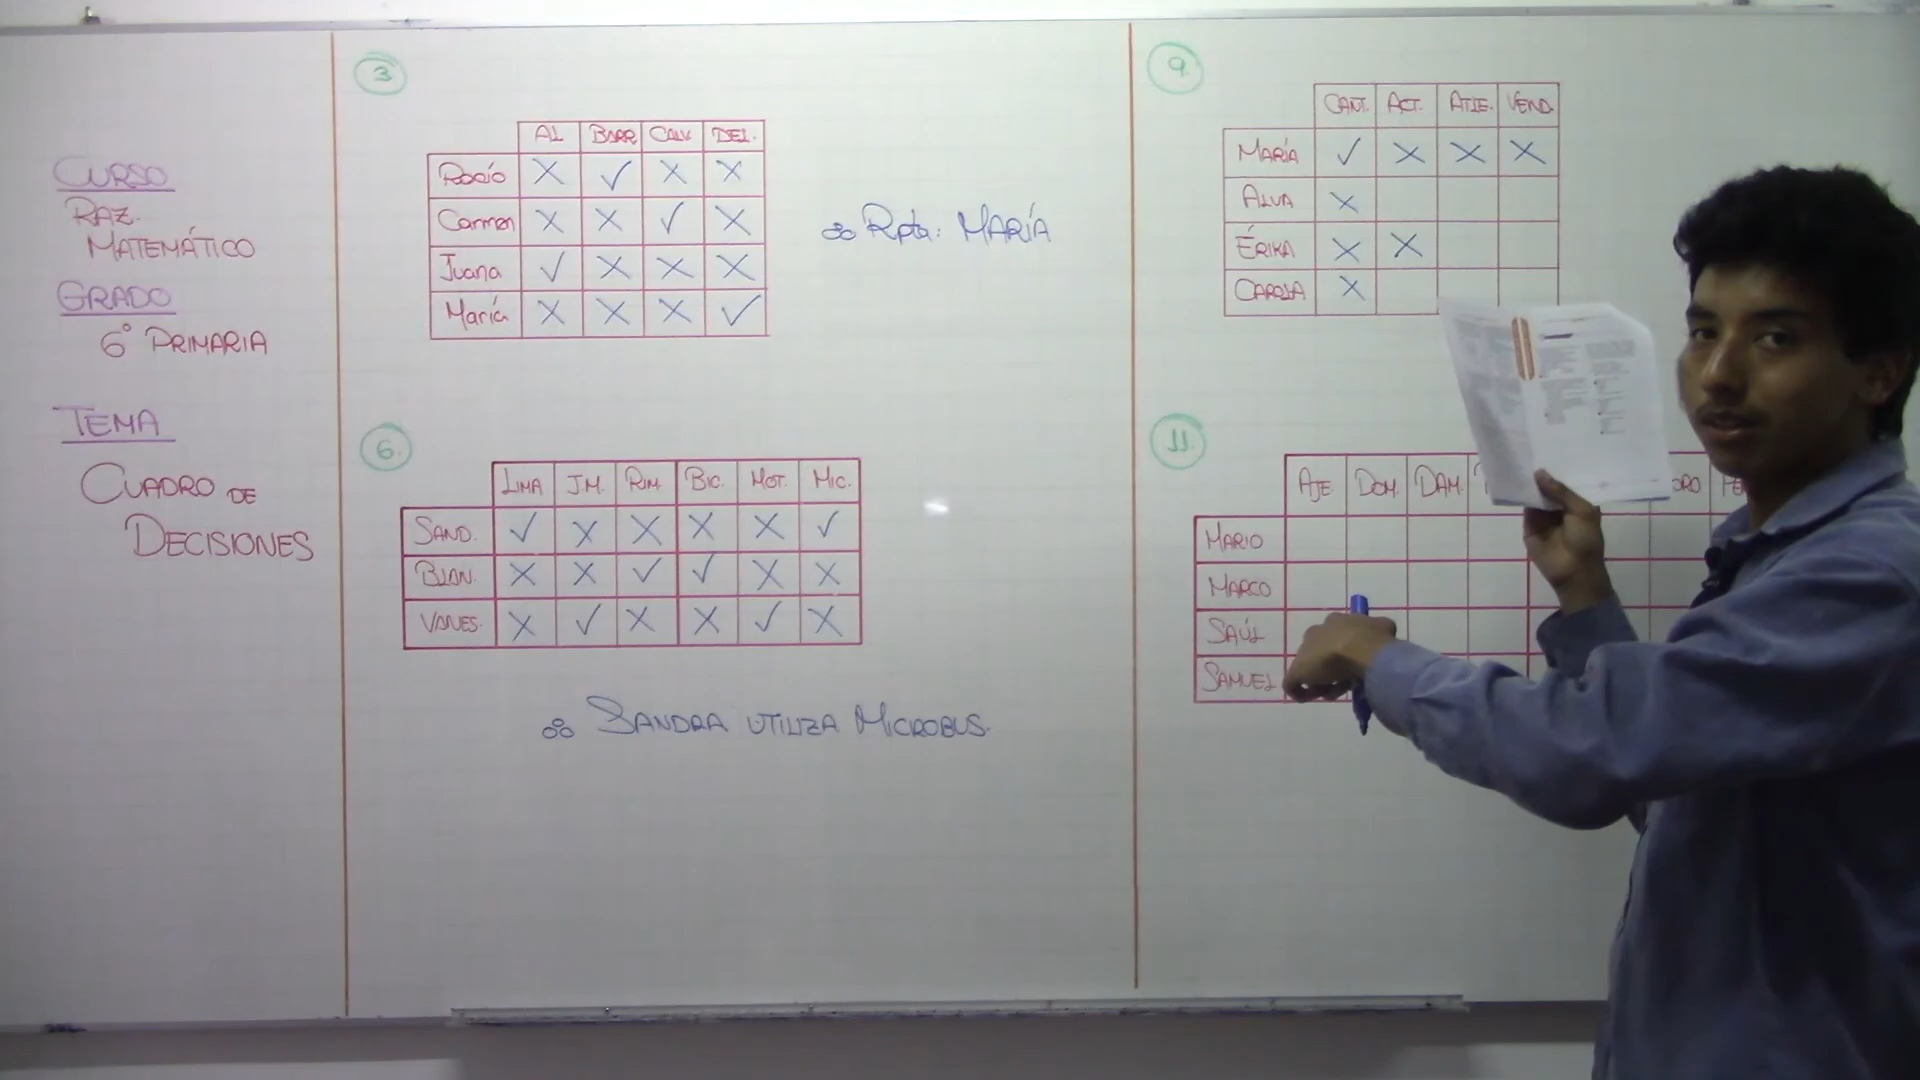 CURSO
RAZ.
MATEMÁTICO
GRADO
6° PRIMARIA
TEMA
CUADRO DE
DECISIONES
3
AL BARR CALV DEL.
Rocío X ✓ X X
Carmen X X ✓ X
Juana ✓ X X X
María X X X ✓
Rpta: MARÍA
6
LIMA J.M. RIM. BIC. MOT. MIC.
SAND. ✓ X X X X ✓
BLAN. X X ✓ ✓ X X
VANES. X ✓ X X ✓ X
SANDRA UTILIZA MICROBUS.
9
CANT. ACT. ATLE. VEND.
MARÍA ✓ X X X
ALUA X
ÉRIKA X X
CAROLA X
11.
AJE DOM. DAM.
MARIO
MARCO
SAÚL
SAMUEL